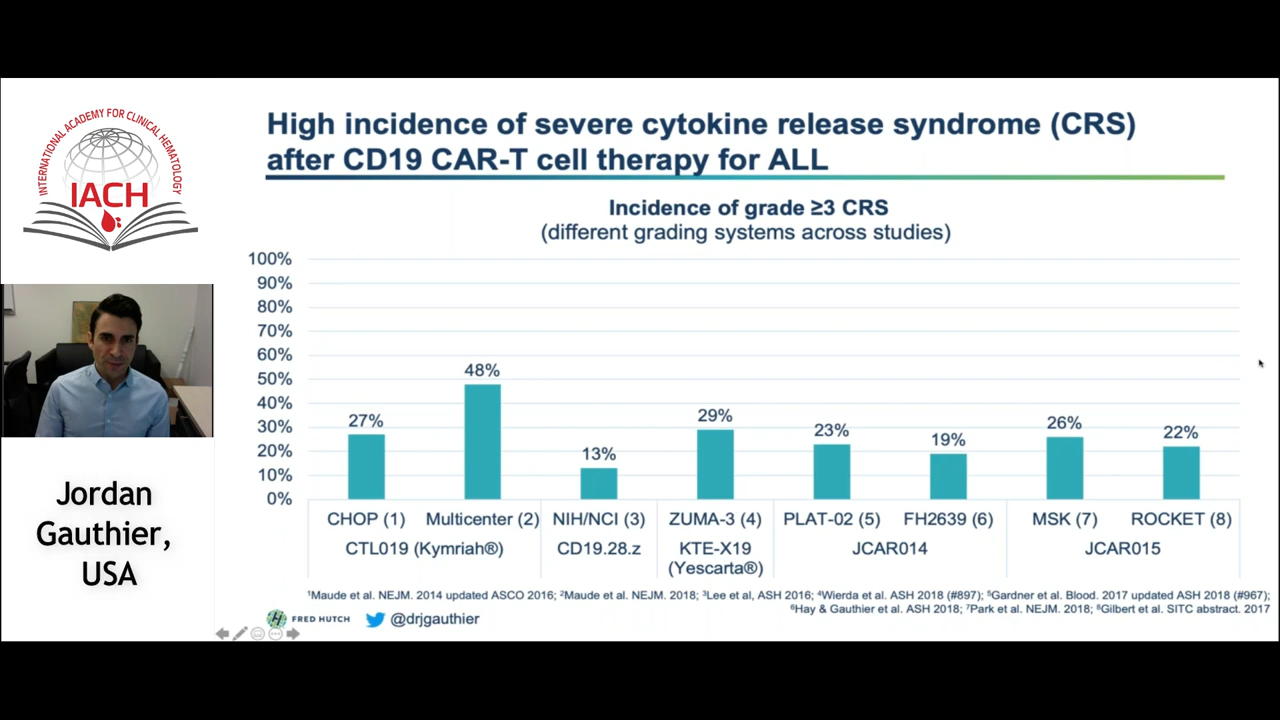 INTERNATIONAL ACADEMY FOR CLINICAL HEMATOLOGY
IACH
Jordan
Gauthier,
USA
High incidence of severe cytokine release syndrome (CRS)
after CD19 CAR-T cell therapy for ALL
Incidence of grade ≥3 CRS
(different grading systems across studies)
100%
90%
80%
70%
60%
50%
40%
30%
20%
10%
0%
27%
48%
13%
29%
23%
19%
26%
22%
CHOP (1) Multicenter (2) NIH/NCI (3) ZUMA-3 (4) PLAT-02 (5) FH2639 (6) MSK (7) ROCKET (8)
CTL019 (Kymriah®) CD19.28.z KTE-X19 JCAR014 JCAR015
(Yescarta®)
¹Maude et al. NEJM. 2014 updated ASCO 2016; ²Maude et al. NEJM. 2018; ³Lee et al, ASH 2016; ⁴Wierda et al. ASH 2018 (#897); ⁵Gardner et al. Blood. 2017 updated ASH 2018 (#967);
⁶Hay & Gauthier et al. ASH 2018; ⁷Park et al. NEJM. 2018; ⁸Gilbert et al. SITC abstract. 2017
FRED HUTCH @drjgauthier